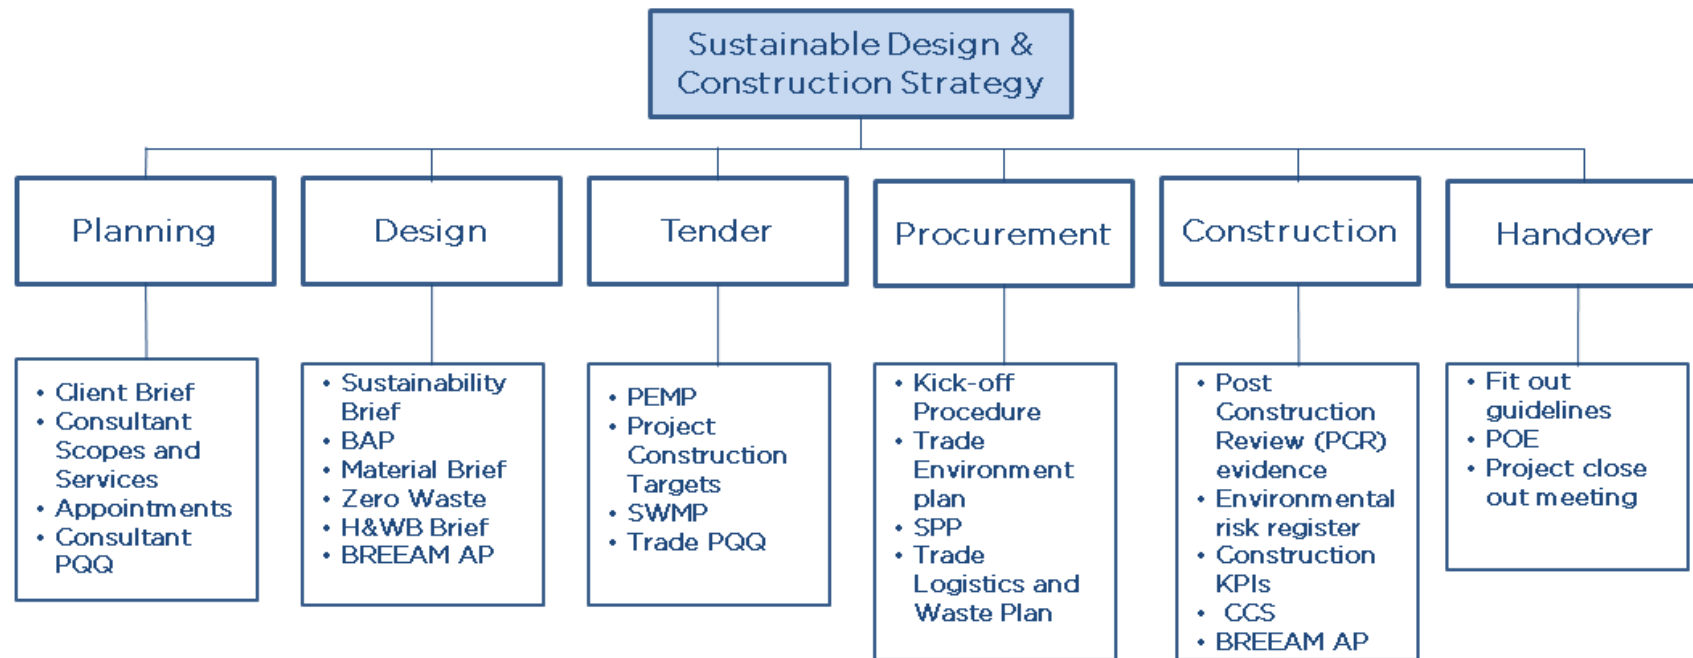 Sustainable Design &
Construction Strategy
Planning
Design
Tender
Procurement
Construction
Handover
• Client Brief
• Consultant
Scopes and
Services
• Appointments
• Consultant
PQQ
• Sustainability
Brief
• BAP
• Material Brief
• Zero Waste
• H&WB Brief
• BREEAM AP
• PEMP
• Project
Construction
Targets
• SWMP
• Trade PQQ
• Kick-off
Procedure
• Trade
Environment
plan
• SPP
• Trade
Logistics and
Waste Plan
• Post
Construction
Review (PCR)
evidence
• Environmental
risk register
• Construction
KPIs
• CCS
• BREEAM AP
• Fit out
guidelines
• POE
• Project close
out meeting